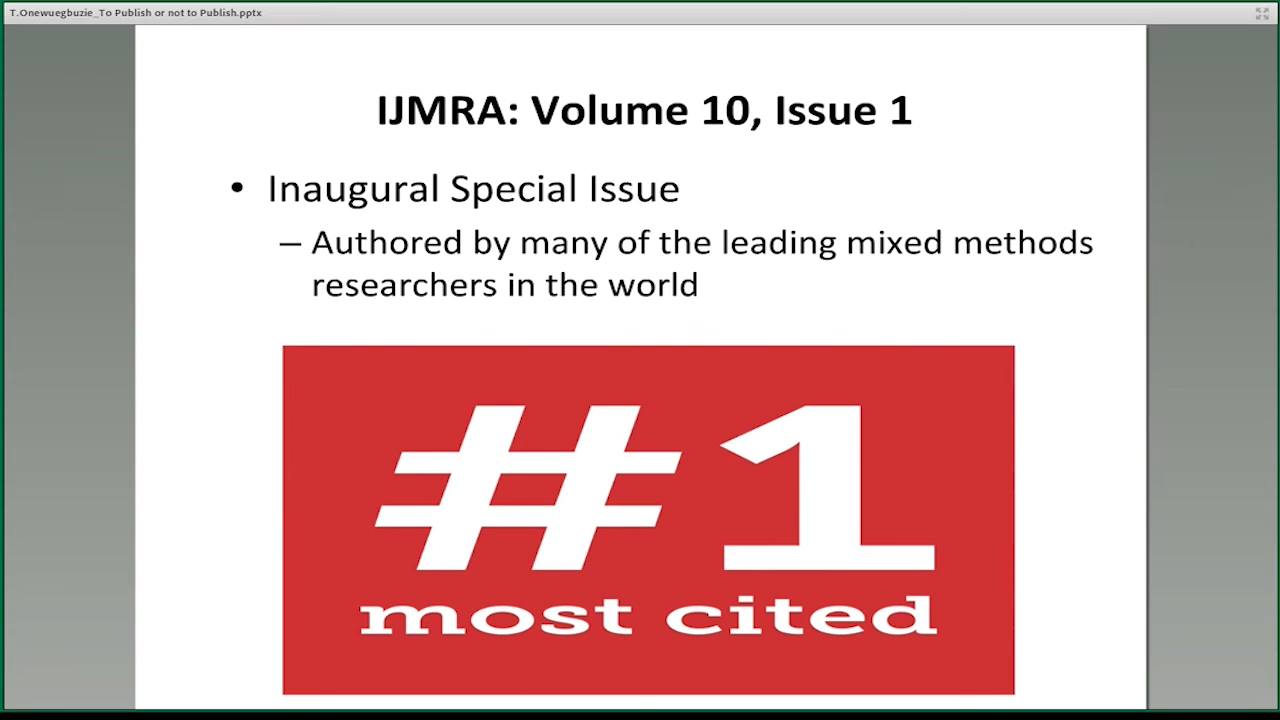 T.Onewuegbuzie_To Publish or not to Publish.pptx
IJMRA: Volume 10, Issue 1
• Inaugural Special Issue
– Authored by many of the leading mixed methods
researchers in the world
#1
most cited